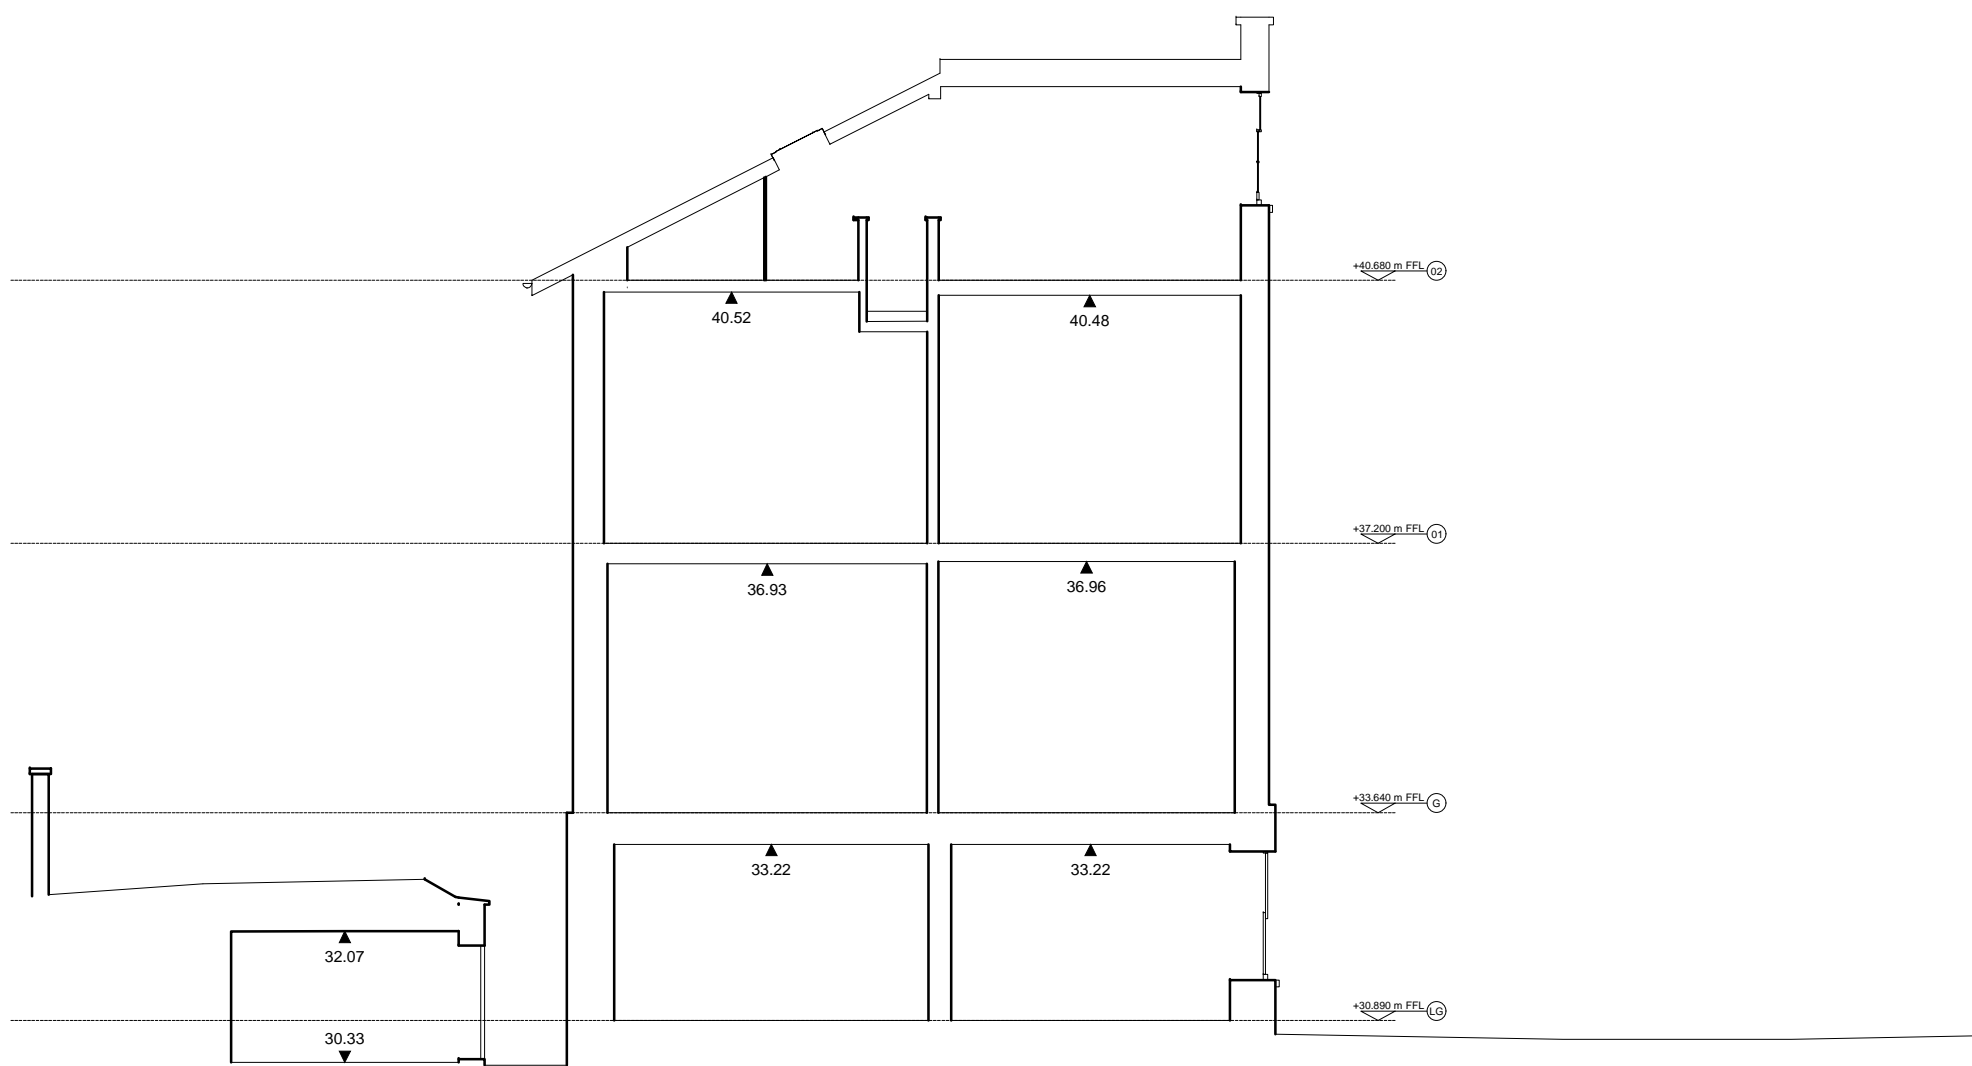 +40.680 m FFL 02
40.52
40.48
+37.200 m FFL 01
36.93
36.96
+33.640 m FFL G
33.22
33.22
32.07
+30.890 m FFL LG
30.33